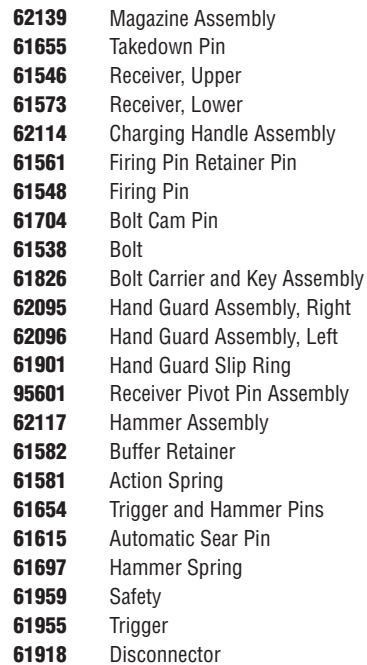 62139 Magazine Assembly
61655 Takedown Pin
61546 Receiver, Upper
61573 Receiver, Lower
62114 Charging Handle Assembly
61561 Firing Pin Retainer Pin
61548 Firing Pin
61704 Bolt Cam Pin
61538 Bolt
61826 Bolt Carrier and Key Assembly
62095 Hand Guard Assembly, Right
62096 Hand Guard Assembly, Left
61901 Hand Guard Slip Ring
95601 Receiver Pivot Pin Assembly
62117 Hammer Assembly
61582 Buffer Retainer
61581 Action Spring
61654 Trigger and Hammer Pins
61615 Automatic Sear Pin
61697 Hammer Spring
61959 Safety
61955 Trigger
61918 Disconnector